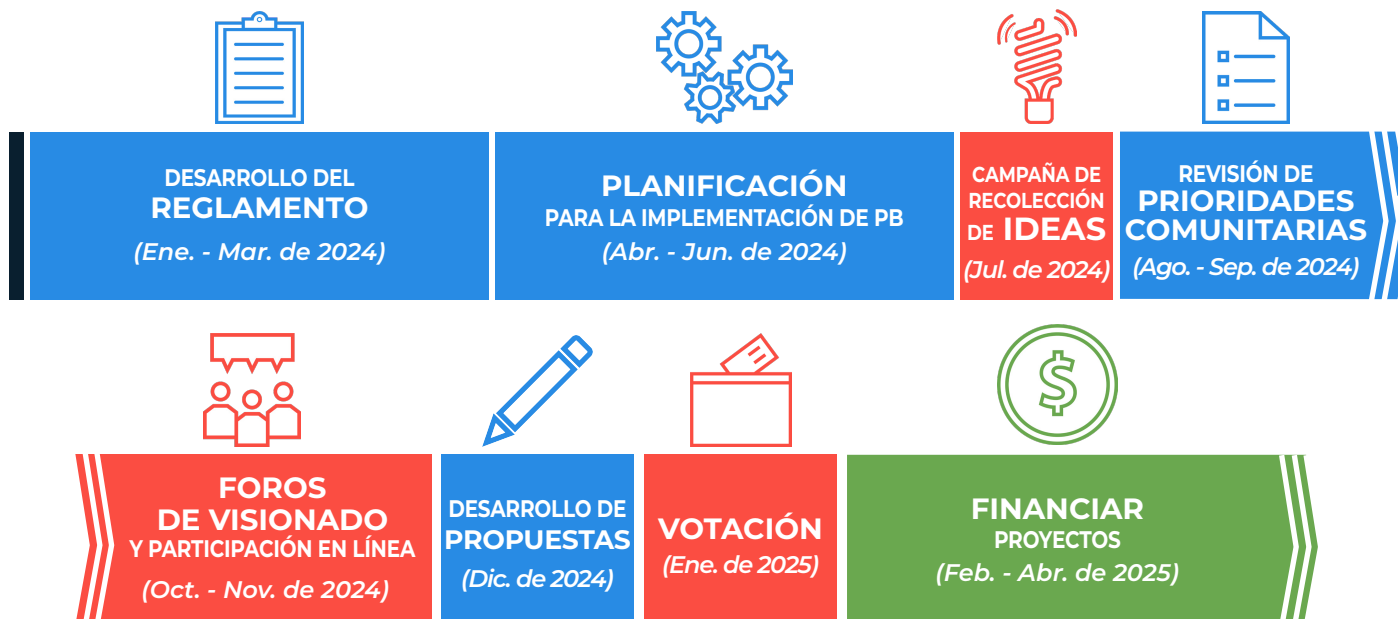 DESARROLLO DEL
REGLAMENTO
(Ene. - Mar. de 2024)
PLANIFICACIÓN
PARA LA IMPLEMENTACIÓN DE PB
(Abr. - Jun. de 2024)
CAMPAÑA DE
RECOLECCIÓN
DE IDEAS
(Jul. de 2024)
REVISIÓN DE
PRIORIDADES
COMUNITARIAS
(Ago. - Sep. de 2024)
FOROS
DE VISIONADO
Y PARTICIPACIÓN EN LÍNEA
(Oct. - Nov. de 2024)
DESARROLLO DE
PROPUESTAS
(Dic. de 2024)
VOTACIÓN
(Ene. de 2025)
$
FINANCIAR
PROYECTOS
(Feb. - Abr. de 2025)